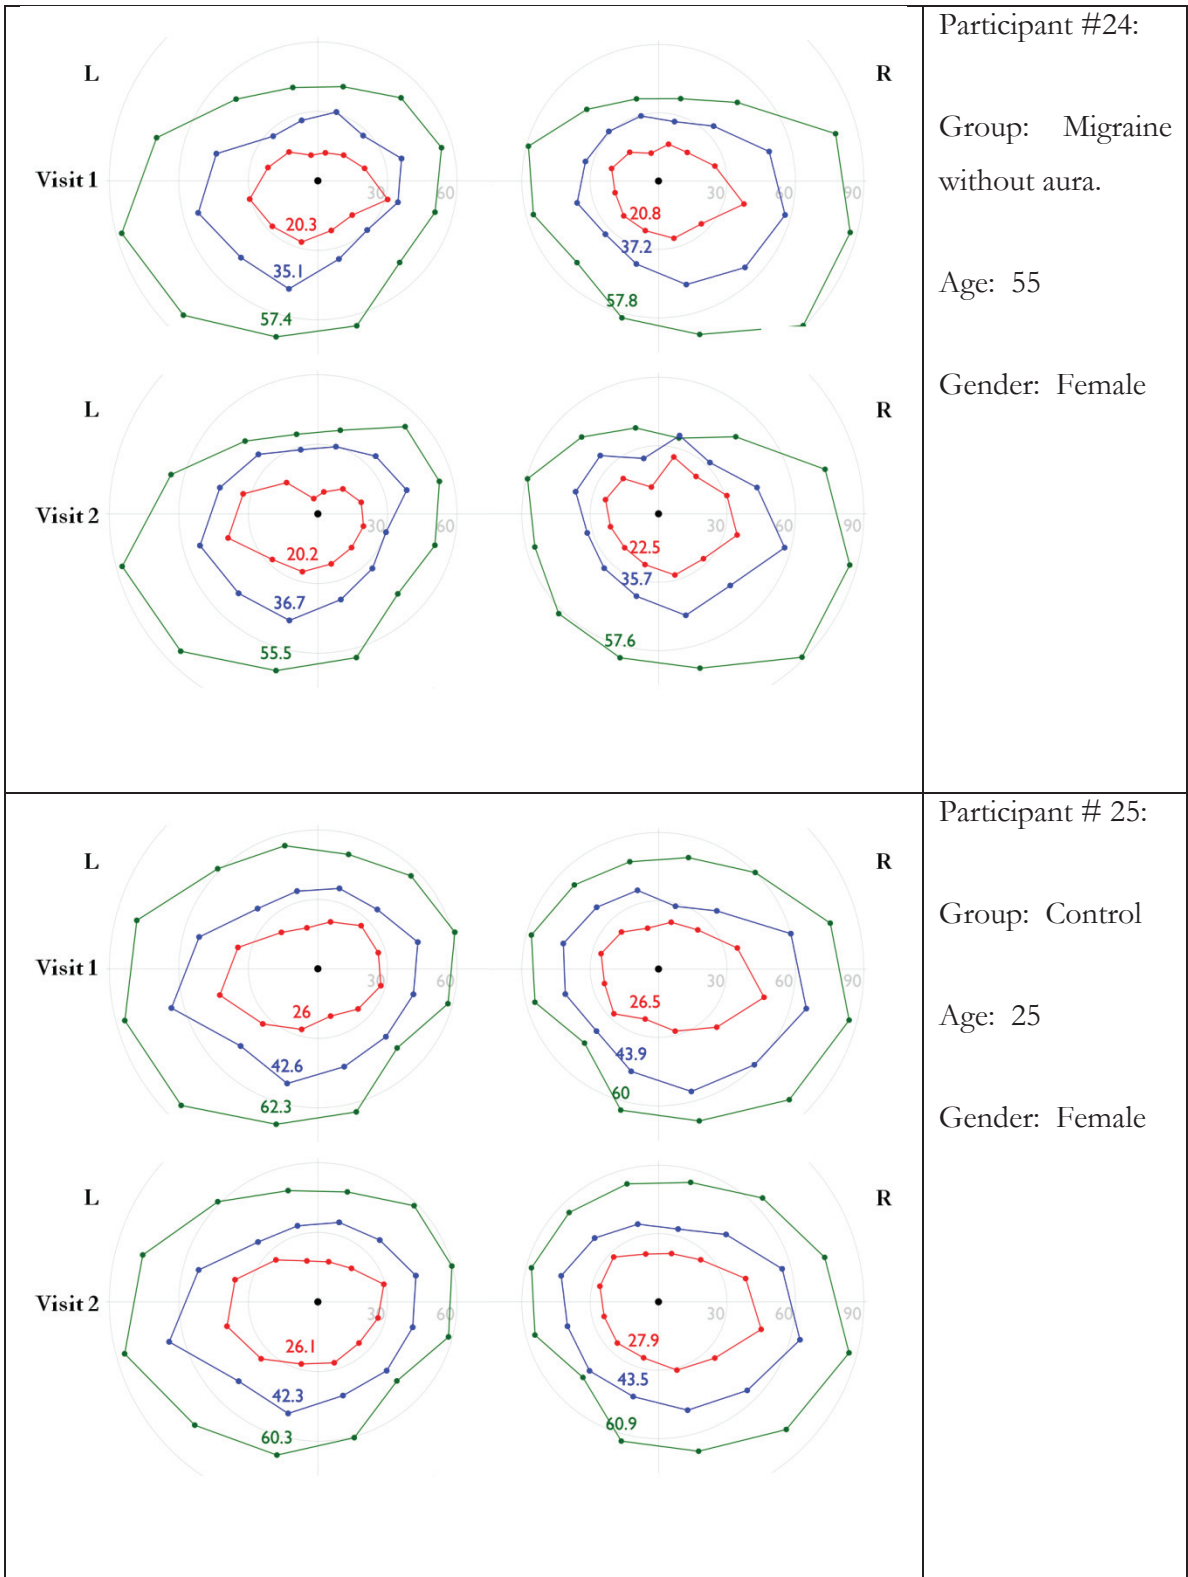 Participant #24:
Group: Migraine
without aura.
Age: 55
Gender: Female
L
R
Visit 1
30
60
20.3
35.1
57.4
30
60
90
20.8
37.2
57.8
L
R
Visit 2
30
60
20.2
36.7
55.5
30
60
90
22.5
35.7
57.6
Participant # 25:
Group: Control
Age: 25
Gender: Female
L
R
Visit 1
30
60
26
42.6
62.3
30
60
90
26.5
43.9
60
L
R
Visit 2
30
60
26.1
42.3
60.3
30
60
90
27.9
43.5
60.9